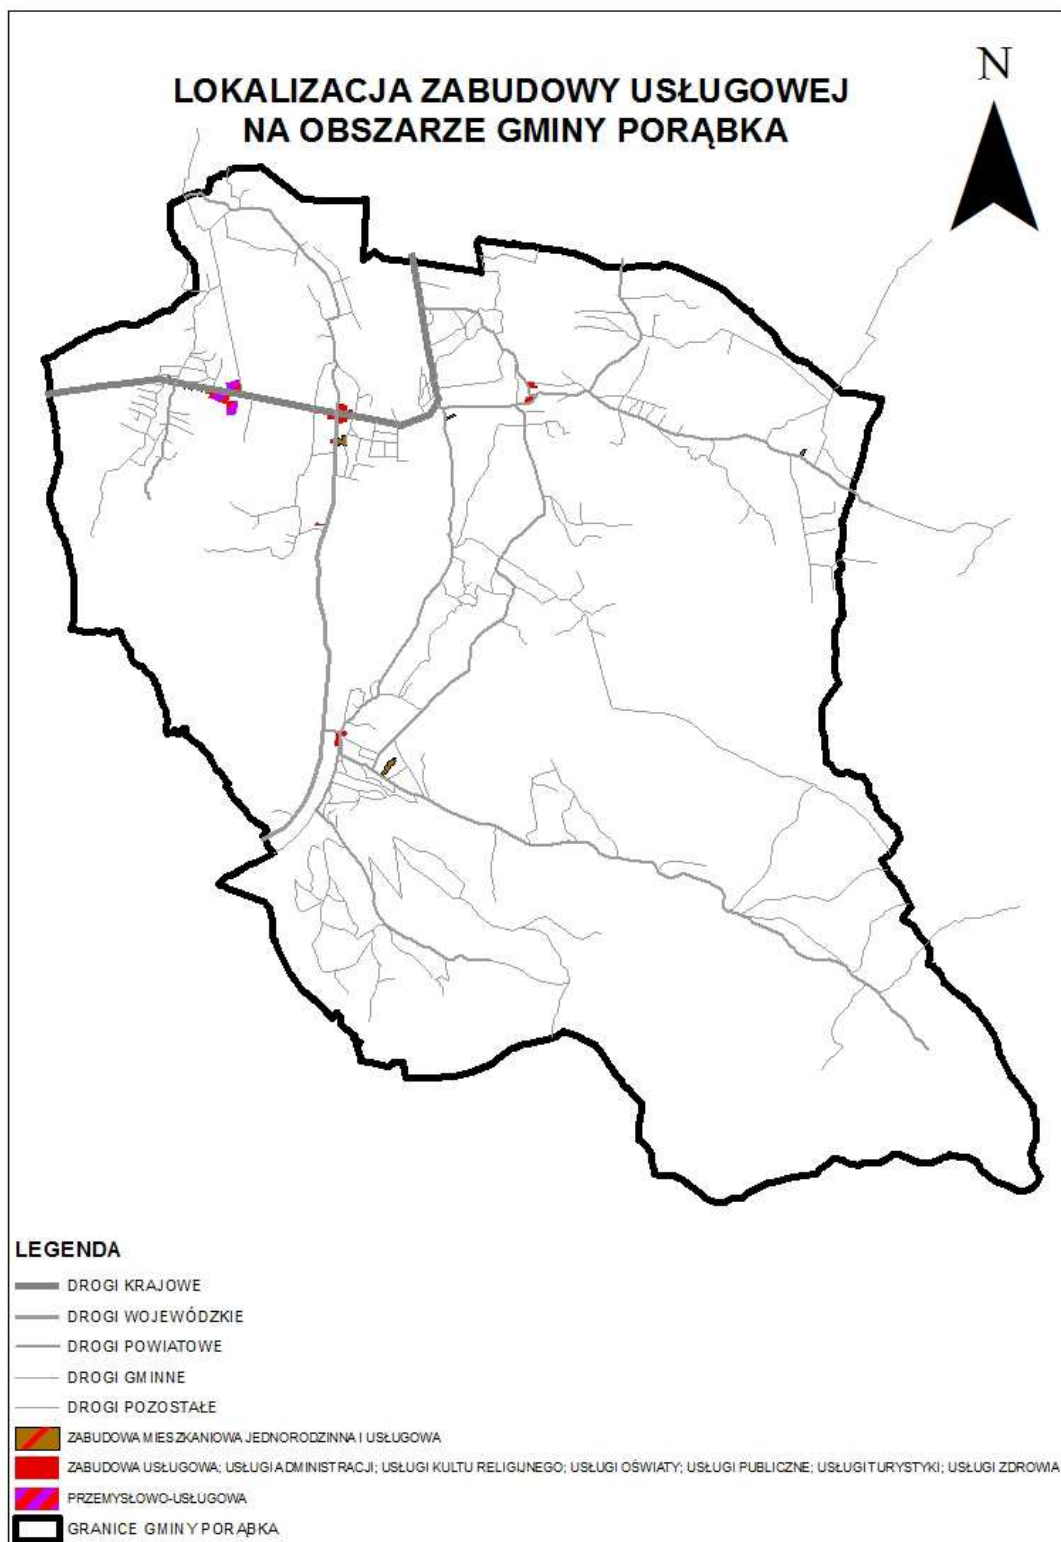 LOKALIZACJA ZABUDOWY USŁUGOWEJ
NA OBSZARZE GMINY PORĄBKA
N
LEGENDA
DROGI KRAJOWE
DROGI WOJEWÓDZKIE
DROGI POWIATOWE
DROGI GMINNE
DROGI POZOSTAŁE
ZABUDOWA MIESZKANIOWA JEDNORODZINNA I USŁUGOWA
ZABUDOWA USŁUGOWA; USŁUGI ADMINISTRACJI; USŁUGI KULTU RELIGIJNEGO; USŁUGI OŚWIATY; USŁUGI PUBLICZNE; USŁUGI TURYSTYKI; USŁUGI ZDROWIA
PRZEMYSŁOWO-USŁUGOWA
GRANICE GMINY PORĄBKA